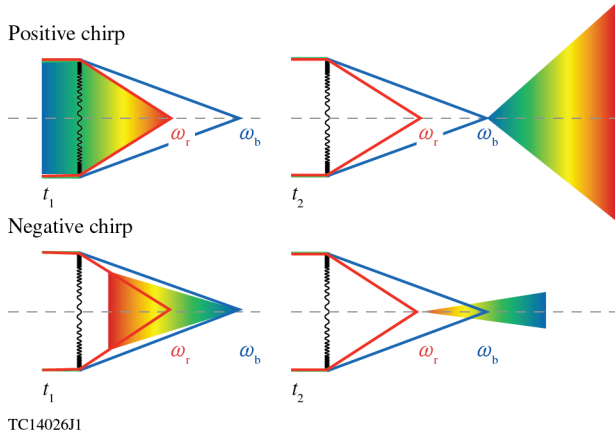 Positive chirp
ωr ωb ωr ωb
t1 t2
Negative chirp
ωr ωb ωr ωb
t1 t2
TC14026J1